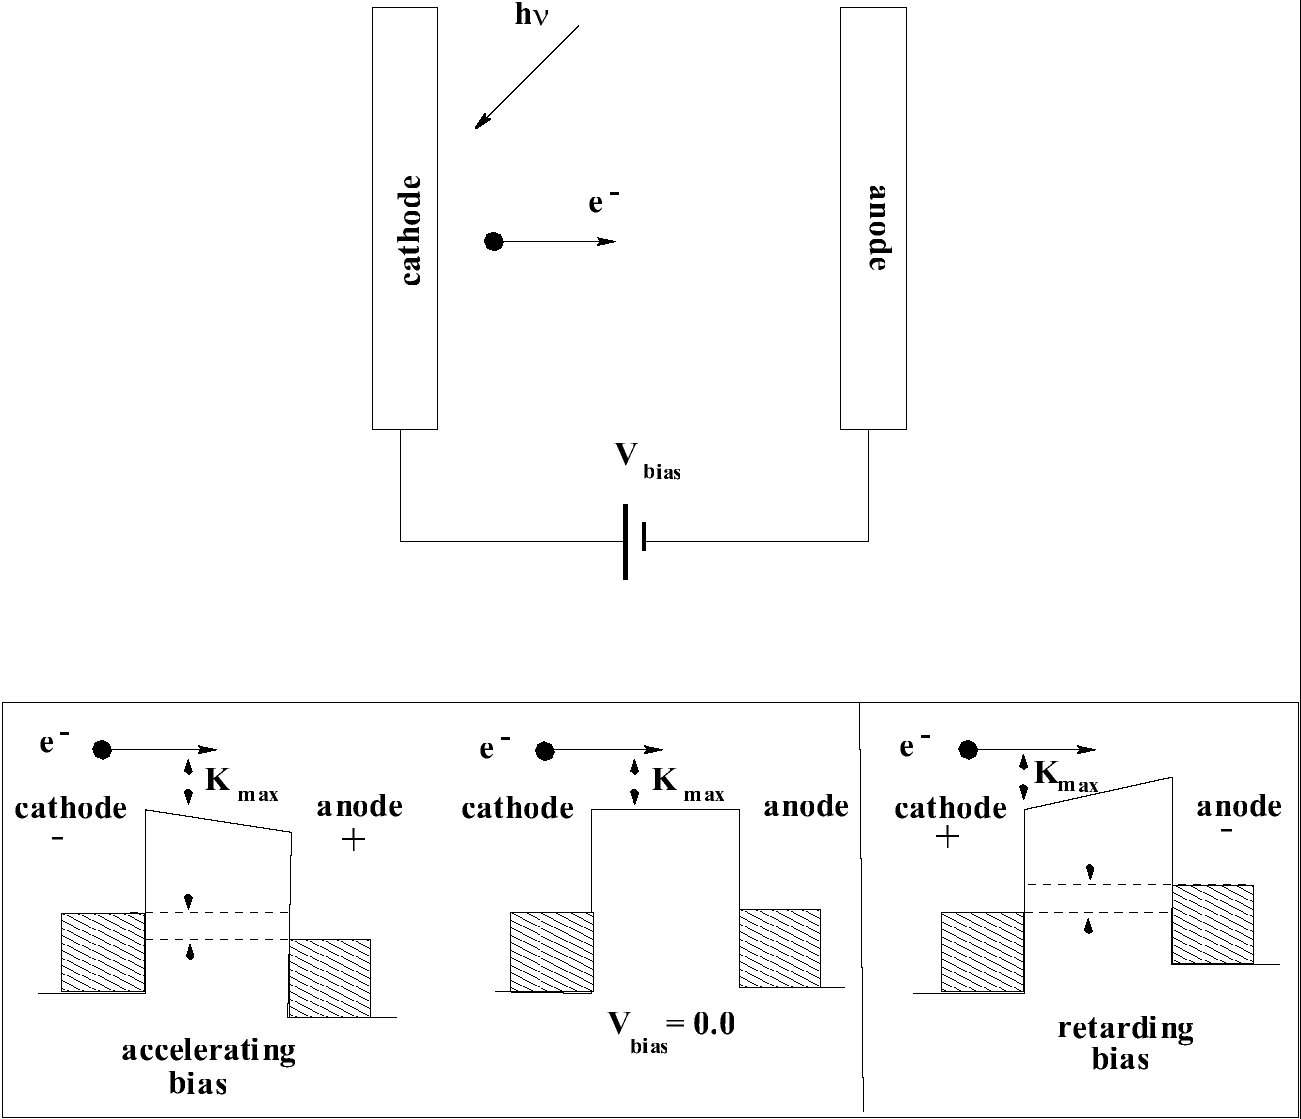 hν
cathode
e-
anode
V bias
e-
K max
cathode
-
anode
+
accelerating
bias
e-
K max
cathode
anode
V bias = 0.0
e-
K max
cathode
+
anode
-
retarding
bias